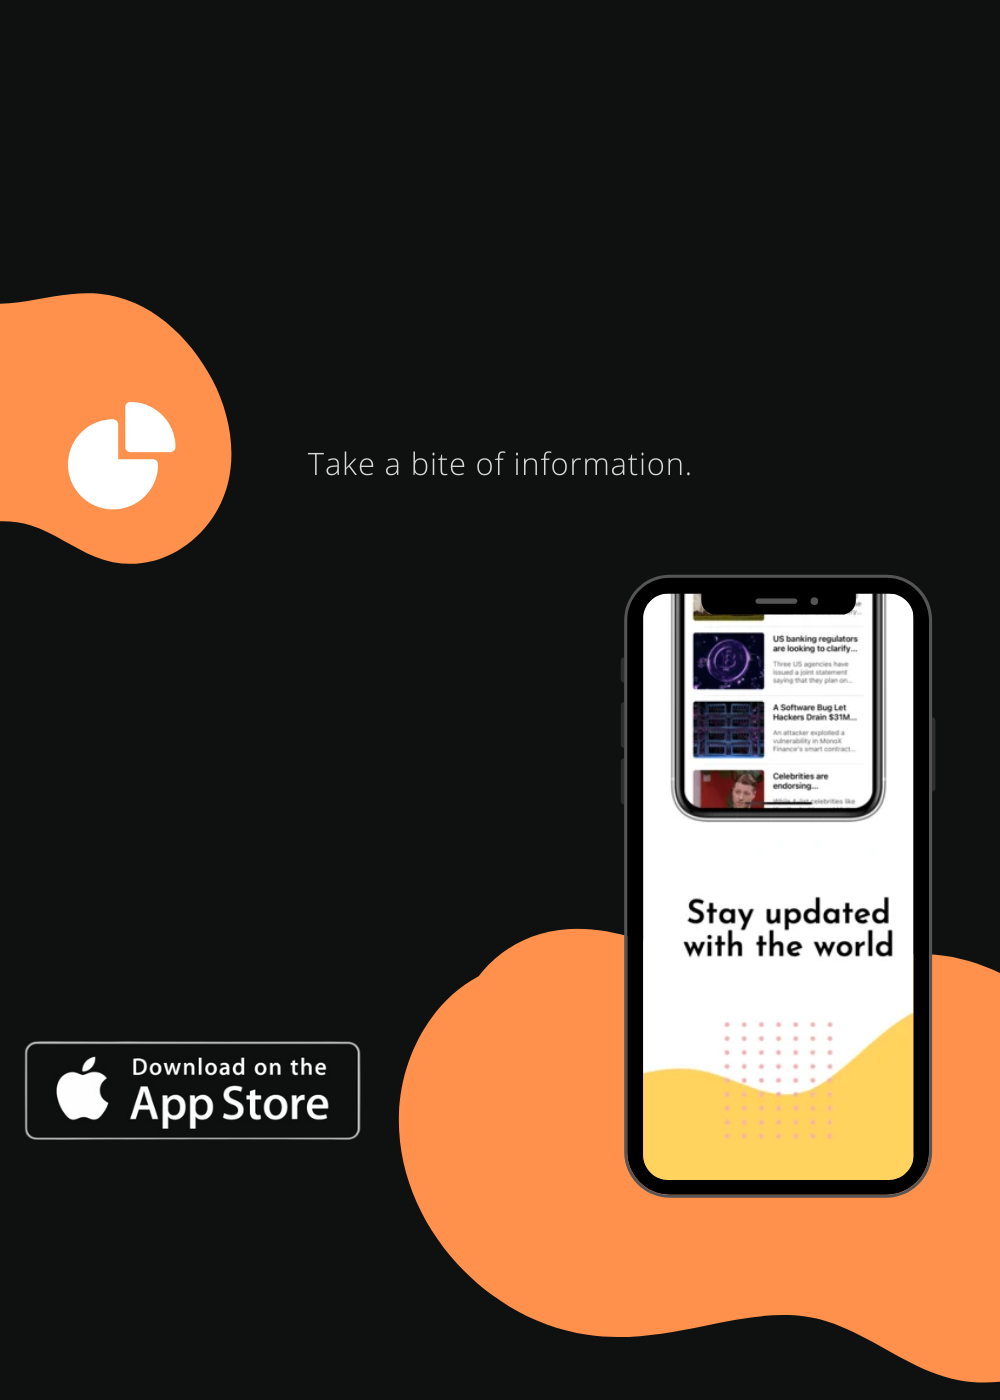 Take a bite of information.
US banking regulators
are looking to clarify...
Three US agencies have
issued a joint statement
saying that they plan on...
A Software Bug Let
Hackers Drain $31M...
An attacker exploited a
vulnerability in MonoX
Finance's smart contract...
Celebrities are
endorsing...
celebrities like
Stay updated
with the world
Download on the
App Store